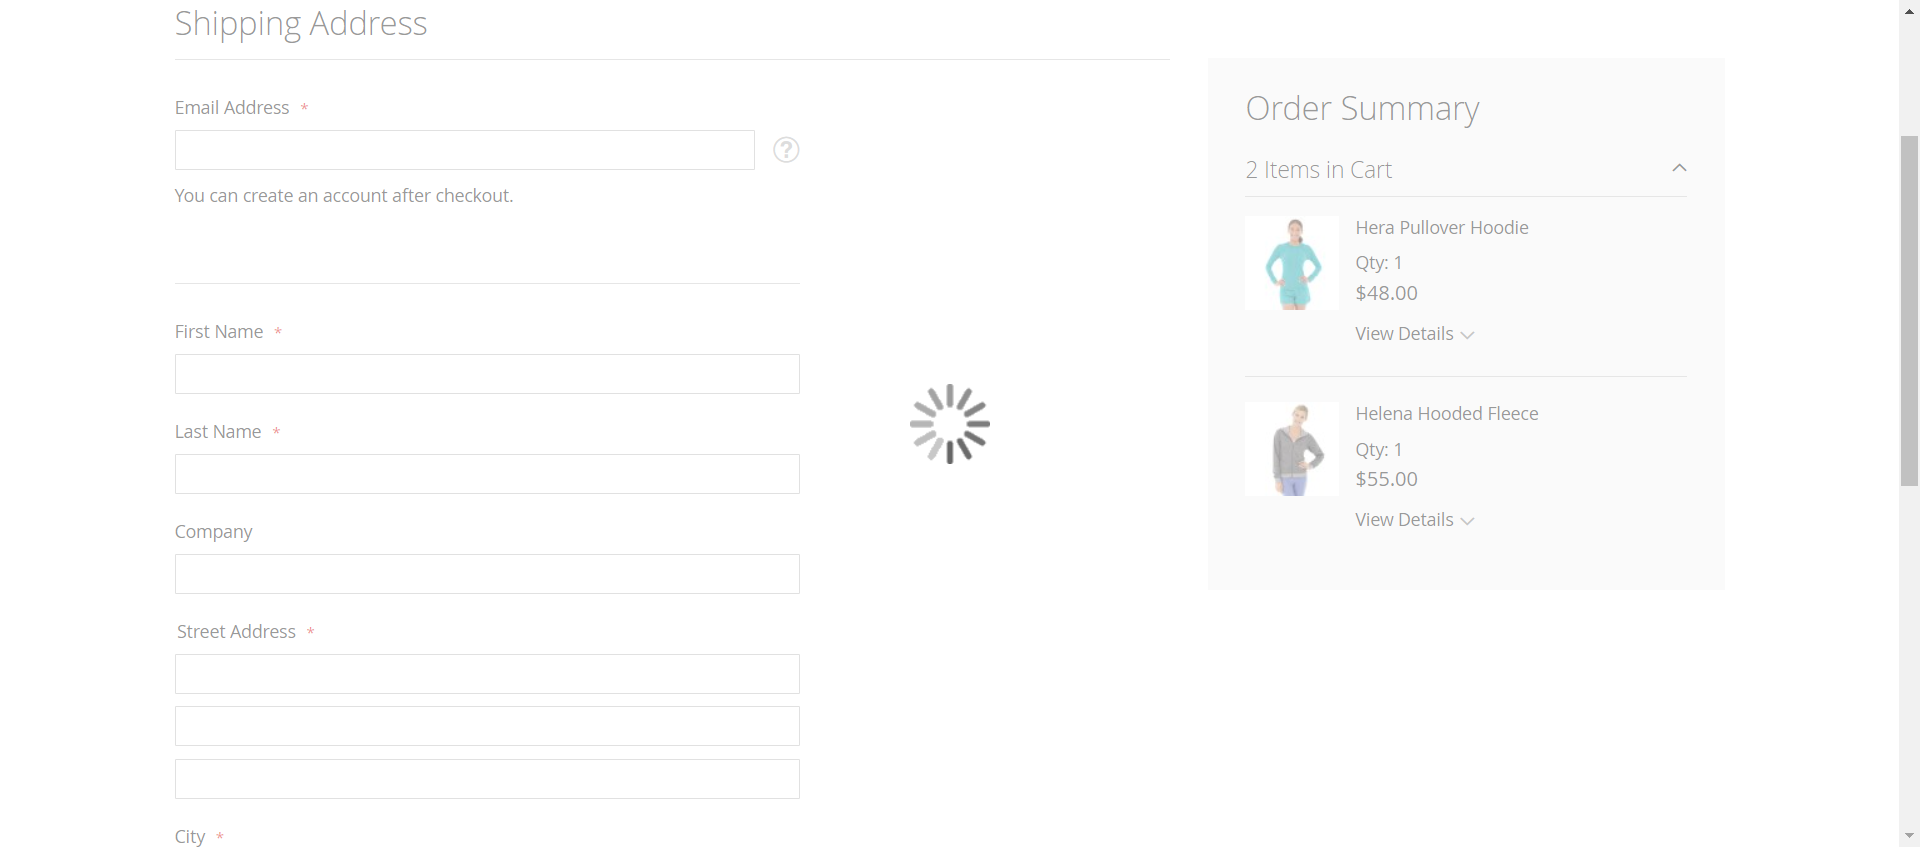 Shipping Address
Email Address *
You can create an account after checkout.
First Name *
Last Name *
Company
Street Address *
City *
Order Summary
2 Items in Cart
Hera Pullover Hoodie
Qty: 1
$48.00
View Details
Helena Hooded Fleece
Qty: 1
$55.00
View Details